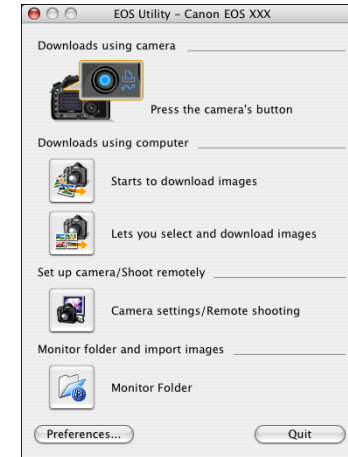 EOS Utility – Canon EOS XXX
Downloads using camera
Press the camera's button
Downloads using computer
Starts to download images
Lets you select and download images
Set up camera/Shoot remotely
Camera settings/Remote shooting
Monitor folder and import images
Monitor Folder
Preferences... Quit